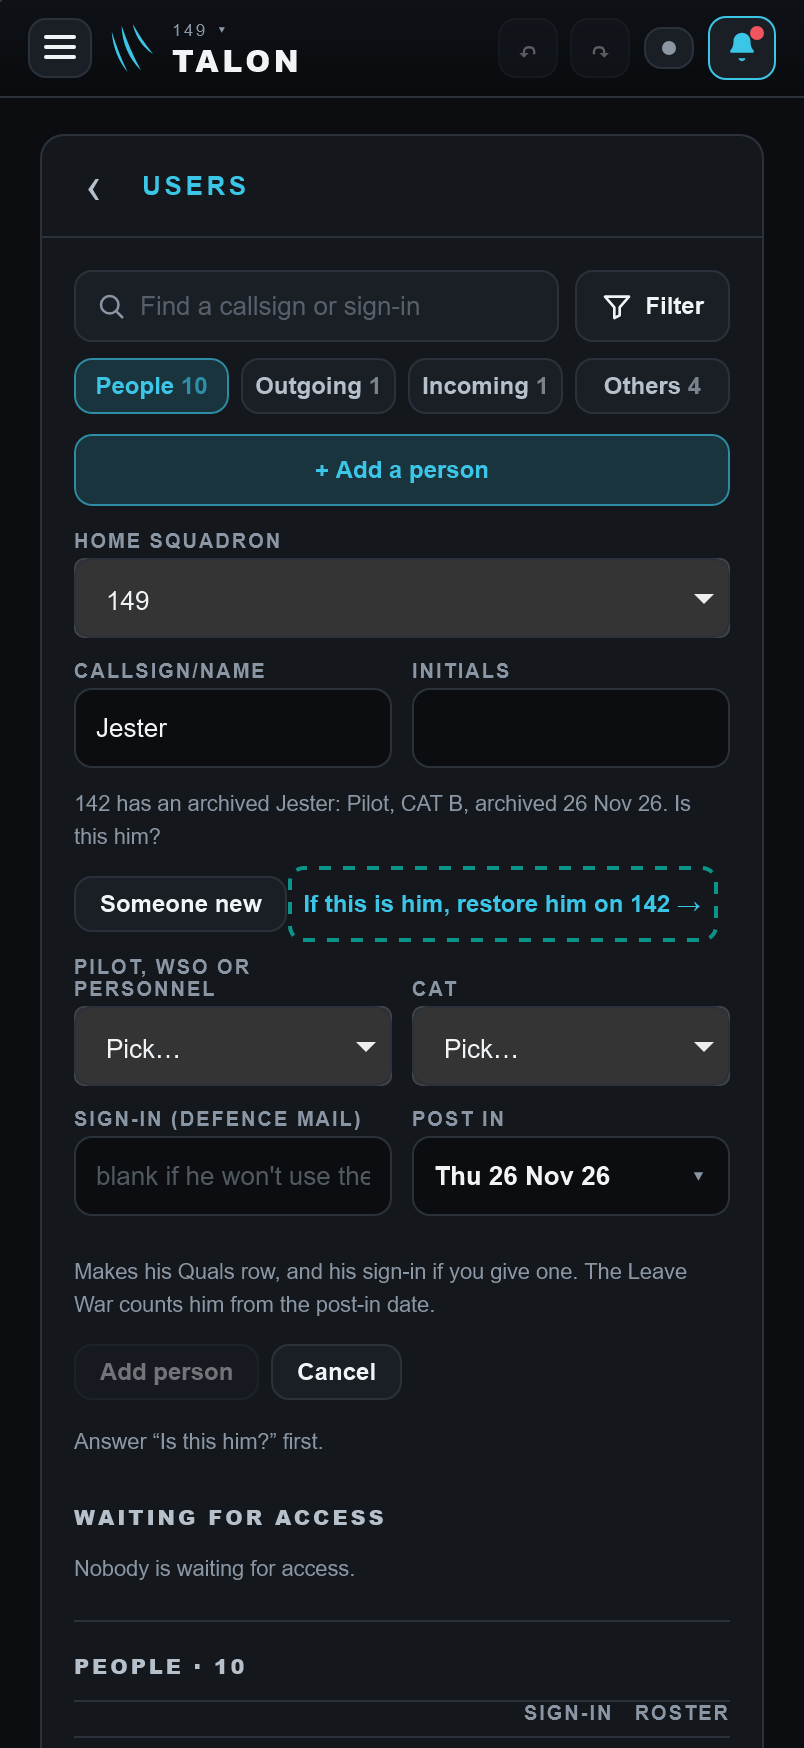 149 ▾
TALON
‹ USERS
Find a callsign or sign-in
Filter
People 10
Outgoing 1
Incoming 1
Others 4
+ Add a person
HOME SQUADRON
149
CALLSIGN/NAME
INITIALS
Jester
142 has an archived Jester: Pilot, CAT B, archived 26 Nov 26. Is
this him?
Someone new
If this is him, restore him on 142 →
PILOT, WSO OR
PERSONNEL
CAT
Pick…
Pick…
SIGN-IN (DEFENCE MAIL)
POST IN
blank if he won't use the
Thu 26 Nov 26 ▾
Makes his Quals row, and his sign-in if you give one. The Leave
War counts him from the post-in date.
Add person
Cancel
Answer “Is this him?” first.
WAITING FOR ACCESS
Nobody is waiting for access.
PEOPLE · 10
SIGN-IN ROSTER